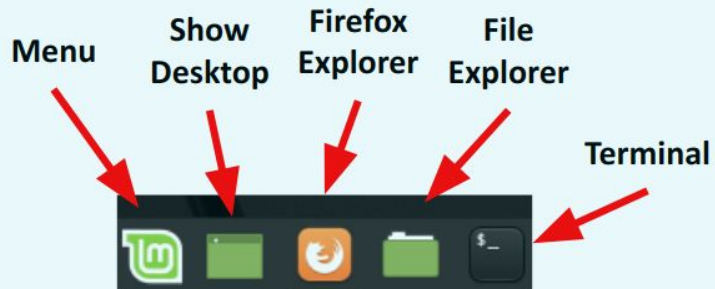 Menu
Show
Desktop
Firefox
Explorer
File
Explorer
Terminal
$_